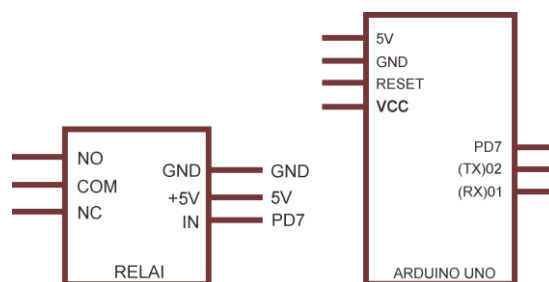 NO
COM
NC
GND
+5V
IN
GND
5V
PD7
RELAI
5V
GND
RESET
VCC
PD7
(TX)02
(RX)01
ARDUINO UNO